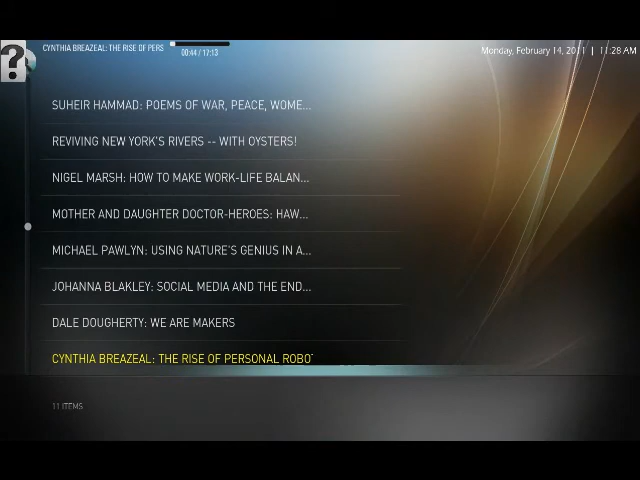 CYNTHIA BREAZEAL: THE RISE OF PERS
00:44 / 17:13
Monday, February 14, 2011 | 11:28 AM
SUHEIR HAMMAD: POEMS OF WAR, PEACE, WOME...
REVIVING NEW YORK'S RIVERS -- WITH OYSTERS!
NIGEL MARSH: HOW TO MAKE WORK-LIFE BALAN...
MOTHER AND DAUGHTER DOCTOR-HEROES: HAW...
MICHAEL PAWLYN: USING NATURE'S GENIUS IN A...
JOHANNA BLAKLEY: SOCIAL MEDIA AND THE END...
DALE DOUGHERTY: WE ARE MAKERS
CYNTHIA BREAZEAL: THE RISE OF PERSONAL ROBO
11 ITEMS